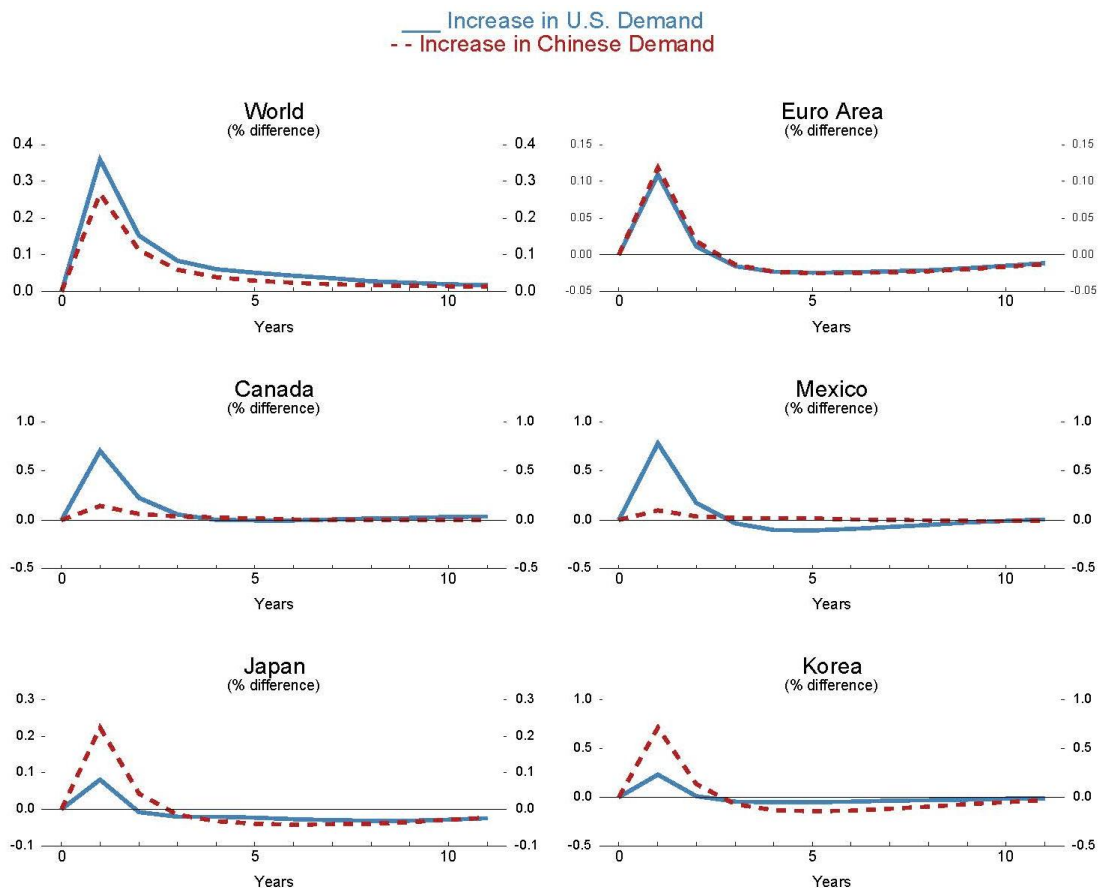 Increase in U.S. Demand
Increase in Chinese Demand
World
(% difference)
0.4 0.4
0.3 0.3
0.2 0.2
0.1 0.1
0.0 0.0
0 5 10
Years
Euro Area
(% difference)
0.15 0.15
0.10 0.10
0.05 0.05
0.00 0.00
-0.05 -0.05
0 5 10
Years
Canada
(% difference)
1.0 1.0
0.5 0.5
0.0 0.0
-0.5 -0.5
0 5 10
Years
Mexico
(% difference)
1.0 1.0
0.5 0.5
0.0 0.0
-0.5 -0.5
0 5 10
Years
Japan
(% difference)
0.3 0.3
0.2 0.2
0.1 0.1
0.0 0.0
-0.1 -0.1
0 5 10
Years
Korea
(% difference)
1.0 1.0
0.5 0.5
0.0 0.0
-0.5 -0.5
0 5 10
Years